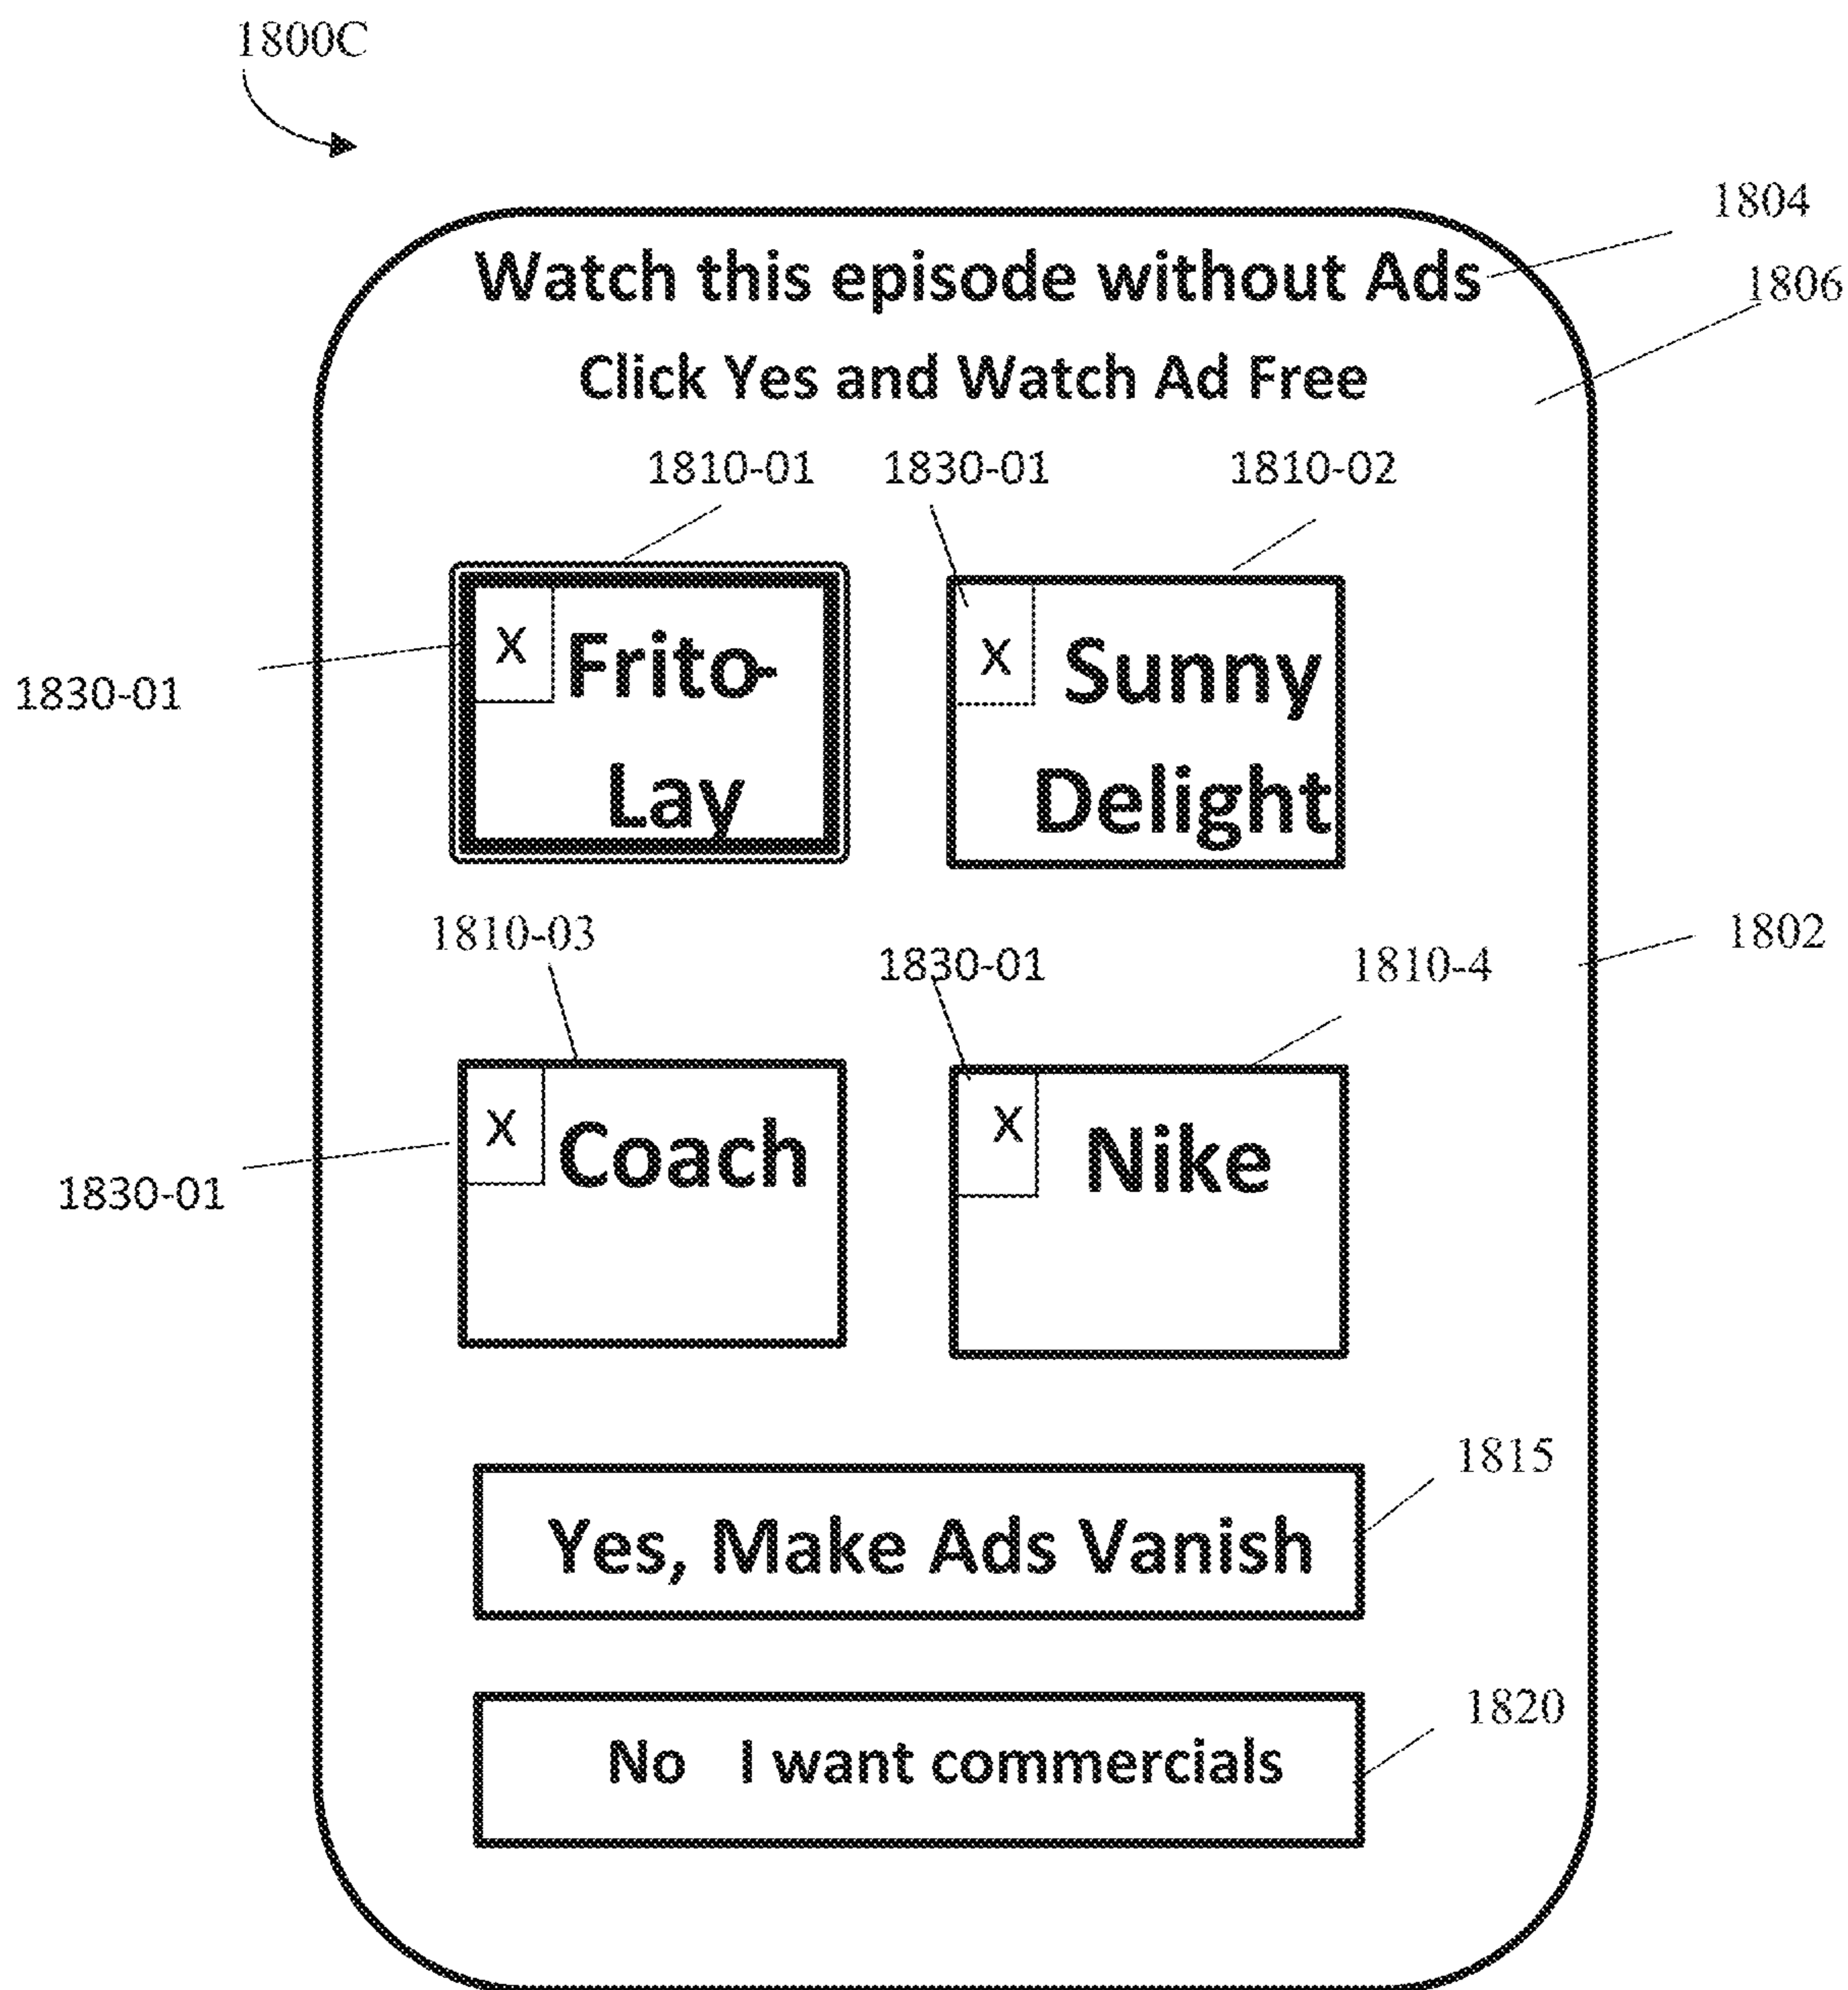 1800C
1804
Watch this episode without Ads
1806
Click Yes and Watch Ad Free
1810-01
1830-01
1810-02
X
Frito-
Lay
1830-01
X
Sunny
Delight
1810-03
1830-01
1810-4
1802
X
Coach
1830-01
X
Nike
1815
Yes, Make Ads Vanish
1820
No I want commercials